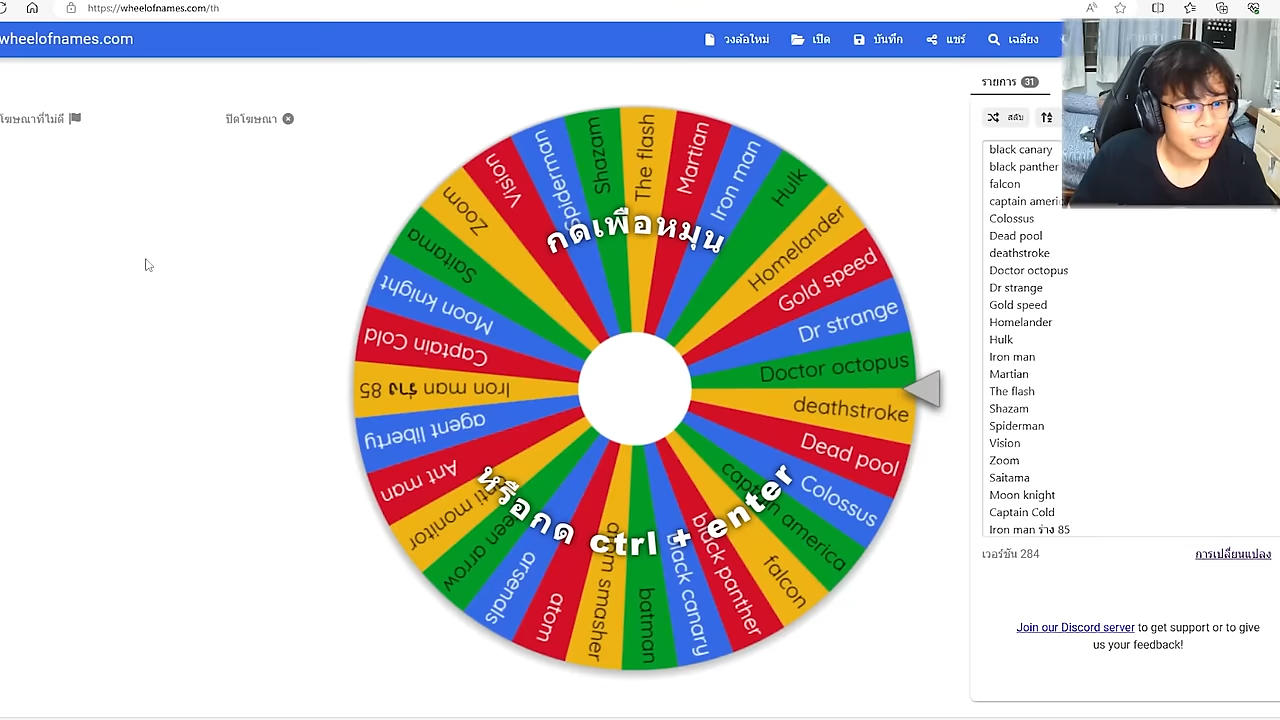 https://wheelofnames.com/th
wheelofnames.com
วงล้อใหม่
เปิด
บันทึก
แชร์
เฉลียง
โฆษณาที่ไม่ดี
ปิดโฆษณา
รายการ 31
สลับ
black canary
black panther
falcon
captain
Colossus
Dead pool
deathstroke
Doctor octopus
Dr strange
Gold speed
Homelander
Hulk
Iron man
Martian
The flash
Shazam
Spiderman
Vision
Zoom
Saitama
Moon knight
Captain Cold
Iron man ร่าง 85
เวอร์ชัน 284
การเปลี่ยนแปลง
Join our Discord server to get support or to give
us your feedback!
กดเพื่อหมุน
หรือกด ctrl + enter
The flash
Martian
Iron man
Hulk
Homelander
Gold speed
Dr strange
Doctor octopus
deathstroke
Dead pool
Colossus
captain america
falcon
black panther
black canary
batman
smasher
atom
arsenals
arrow
monitor
Ant man
agent liberty
Iron man ร่าง 85
Captain Cold
Moon knight
Saitama
Zoom
Vision
Spiderman
Shazam